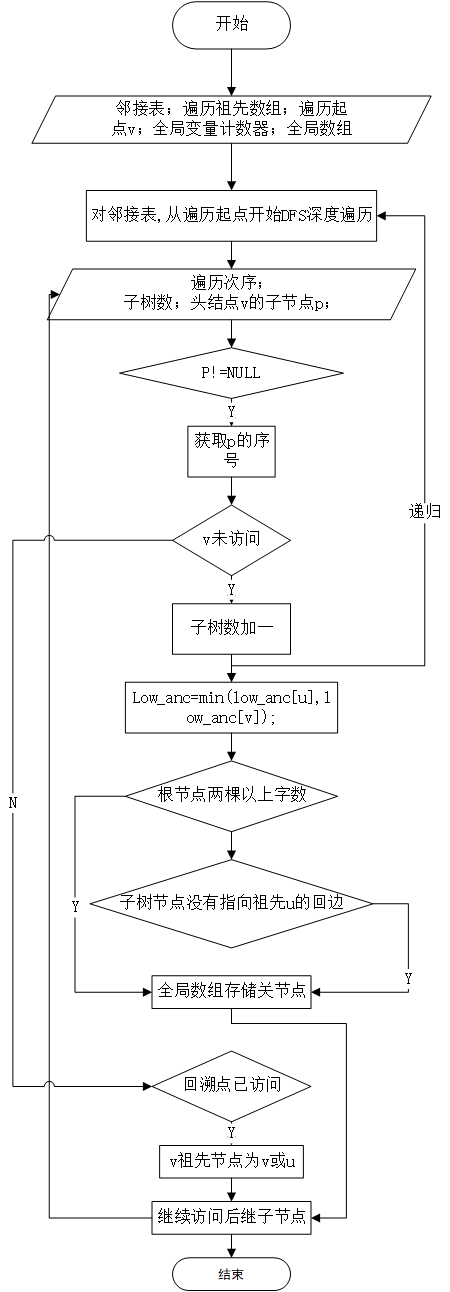 开始
邻接表；遍历祖先数组；遍历起
点v；全局变量计数器；全局数组
对邻接表,从遍历起点开始DFS深度遍历
遍历次序；
子树数；头结点v的子节点p；
P!=NULL
Y
获取p的序
号
递归
v未访问
Y
子树数加一
Low_anc=min(low_anc[u],l
ow_anc[v]);
根节点两棵以上字数
N
子树节点没有指向祖先u的回边
Y
Y
全局数组存储关节点
回溯点已访问
Y
v祖先节点为v或u
继续访问后继子节点
结束